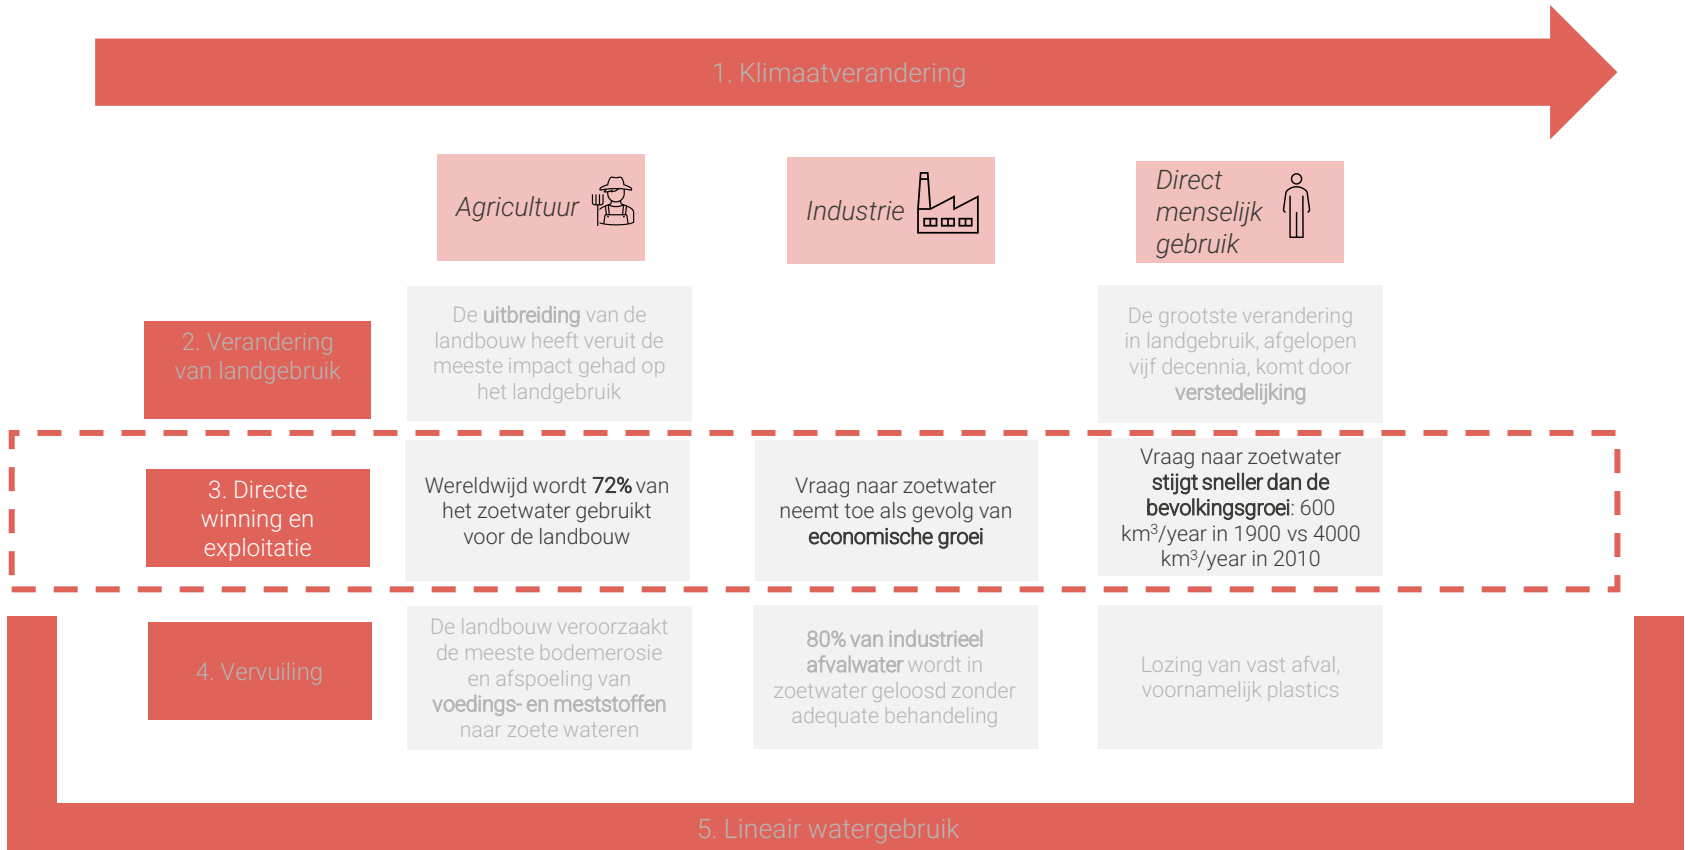 1. Klimaatverandering
Agricultuur
Industrie
Direct
menselijk
gebruik
2. Verandering
van landgebruik
De uitbreiding van de
landbouw heeft veruit de
meeste impact gehad op
het landgebruik
De grootste verandering
in landgebruik, afgelopen
vijf decennia, komt door
verstedelijking
3. Directe
winning en
exploitatie
Wereldwijd wordt 72% van
het zoetwater gebruikt
voor de landbouw
Vraag naar zoetwater
neemt toe als gevolg van
economische groei
Vraag naar zoetwater
stijgt sneller dan de
bevolkingsgroei: 600
km³/year in 1900 vs 4000
km³/year in 2010
4. Vervuiling
De landbouw veroorzaakt
de meeste bodemerosie
en afspoeling van
voedings- en meststoffen
naar zoete wateren
80% van industrieel
afvalwater wordt in
zoetwater geloosd zonder
adequate behandeling
Lozing van vast afval,
voornamelijk plastics
5. Lineair watergebruik